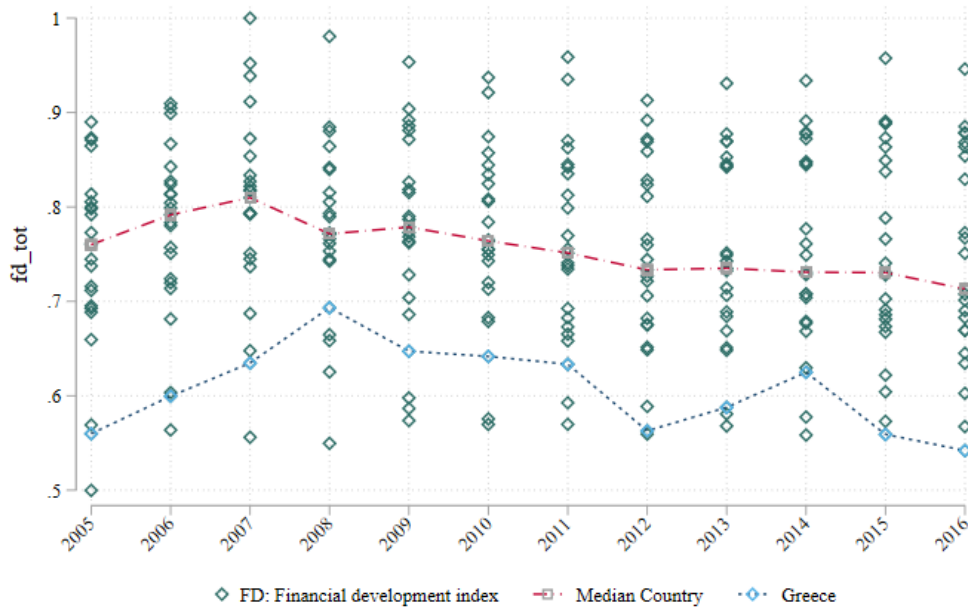 1
.9
.8
.7
.6
.5
fd_tot
2005 2006 2007 2008 2009 2010 2011 2012 2013 2014 2015 2016
FD: Financial development index Median Country Greece